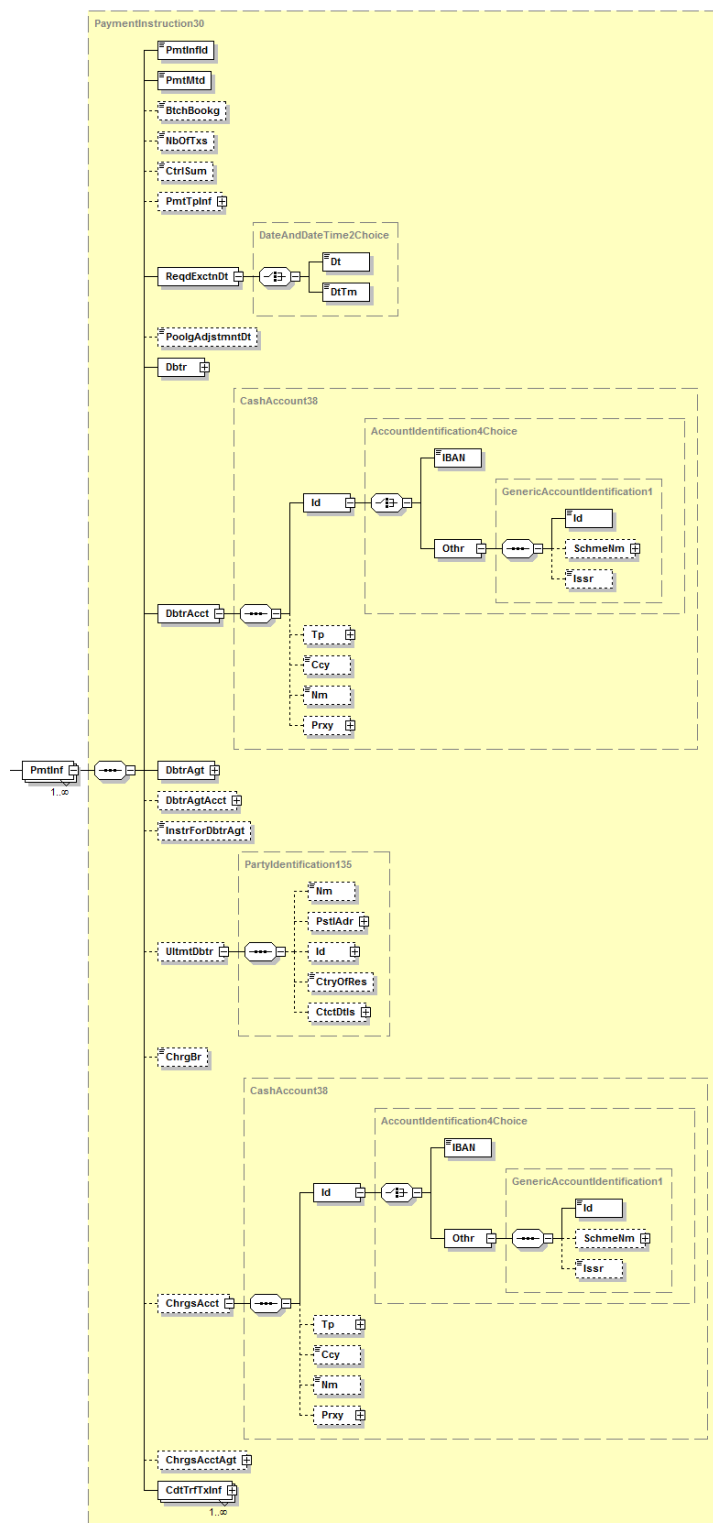 PaymentInstruction30
PmtInfId
PmtMtd
BtchBookg
NbOfTxs
CtrlSum
PmtTpInf
DateAndDateTime2Choice
Dt
ReqdExctnDt
DtTm
PoolgAdjstmntDt
Dbtr
CashAccount38
AccountIdentification4Choice
IBAN
GenericAccountIdentification1
Id
Id
Othr
SchmeNm
Issr
DbtrAcct
Tp
Ccy
Nm
Prxy
PmtInf
1..∞
DbtrAgt
DbtrAgtAcct
InstrForDbtrAgt
PartyIdentification135
Nm
PstlAdr
UltmtDbtr
Id
CtryOfRes
CtctDtls
ChrgBr
CashAccount38
AccountIdentification4Choice
IBAN
GenericAccountIdentification1
Id
Id
Othr
SchmeNm
Issr
ChrgsAcct
Tp
Ccy
Nm
Prxy
ChrgsAcctAgt
CdtTrfTxInf
1..∞